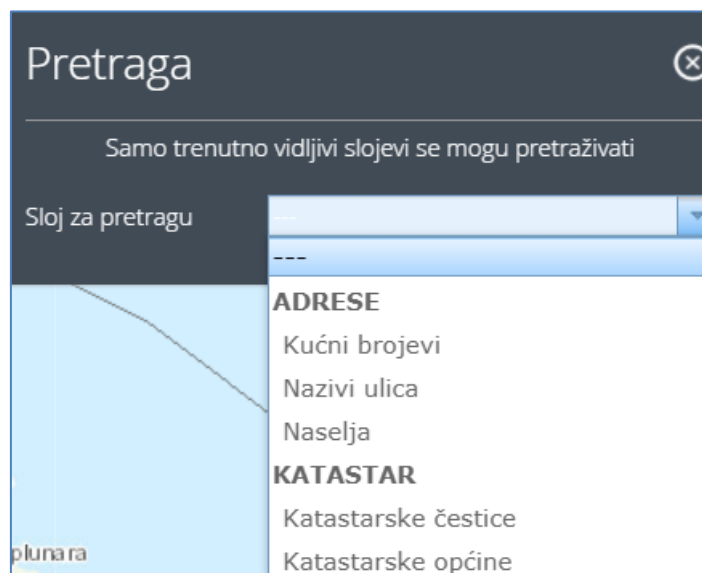 Pretraga
Samo trenutno vidljivi slojevi se mogu pretraživati
Sloj za pretragu
---
---
ADRESE
Kućni brojevi
Nazivi ulica
Naselja
KATASTAR
Katastarske čestice
Katastarske općine
plunara